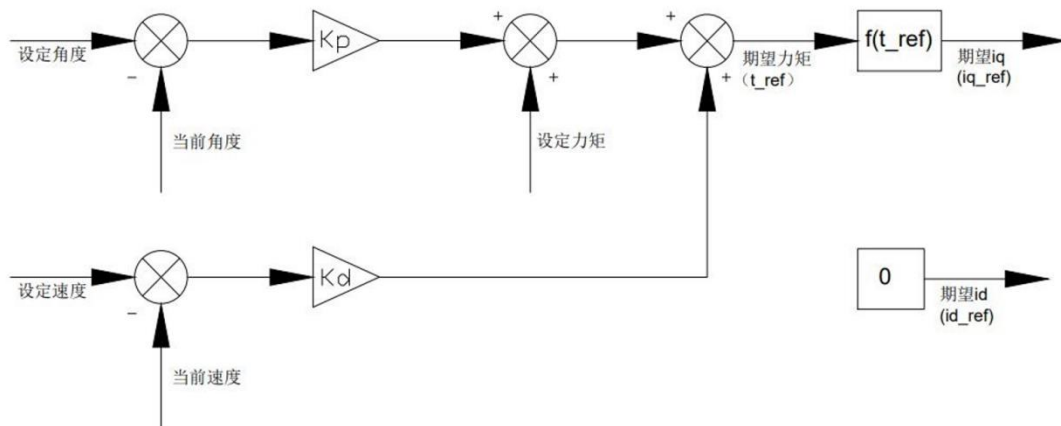 设定角度
-
当前角度
Kp
+
+
设定力矩
+
+
期望力矩
（t_ref）
f(t_ref)
期望iq
(iq_ref)
设定速度
-
当前速度
Kd
0
期望id
(id_ref)